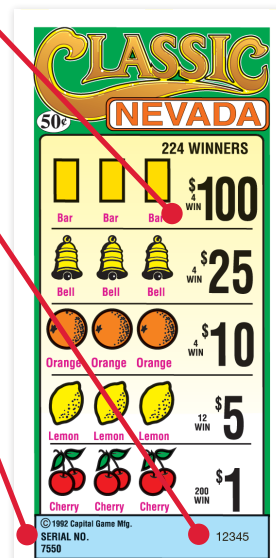 CLASSIC
NEVADA
50¢
224 WINNERS
Bar Bar Bar 4 WIN $100
Bell Bell Bell 4 WIN $25
Orange Orange Orange 4 WIN $10
Lemon Lemon Lemon 12 WIN $5
Cherry Cherry Cherry 200 WIN $1
© 1992 Capital Game Mfg.
SERIAL NO. 12345
7550